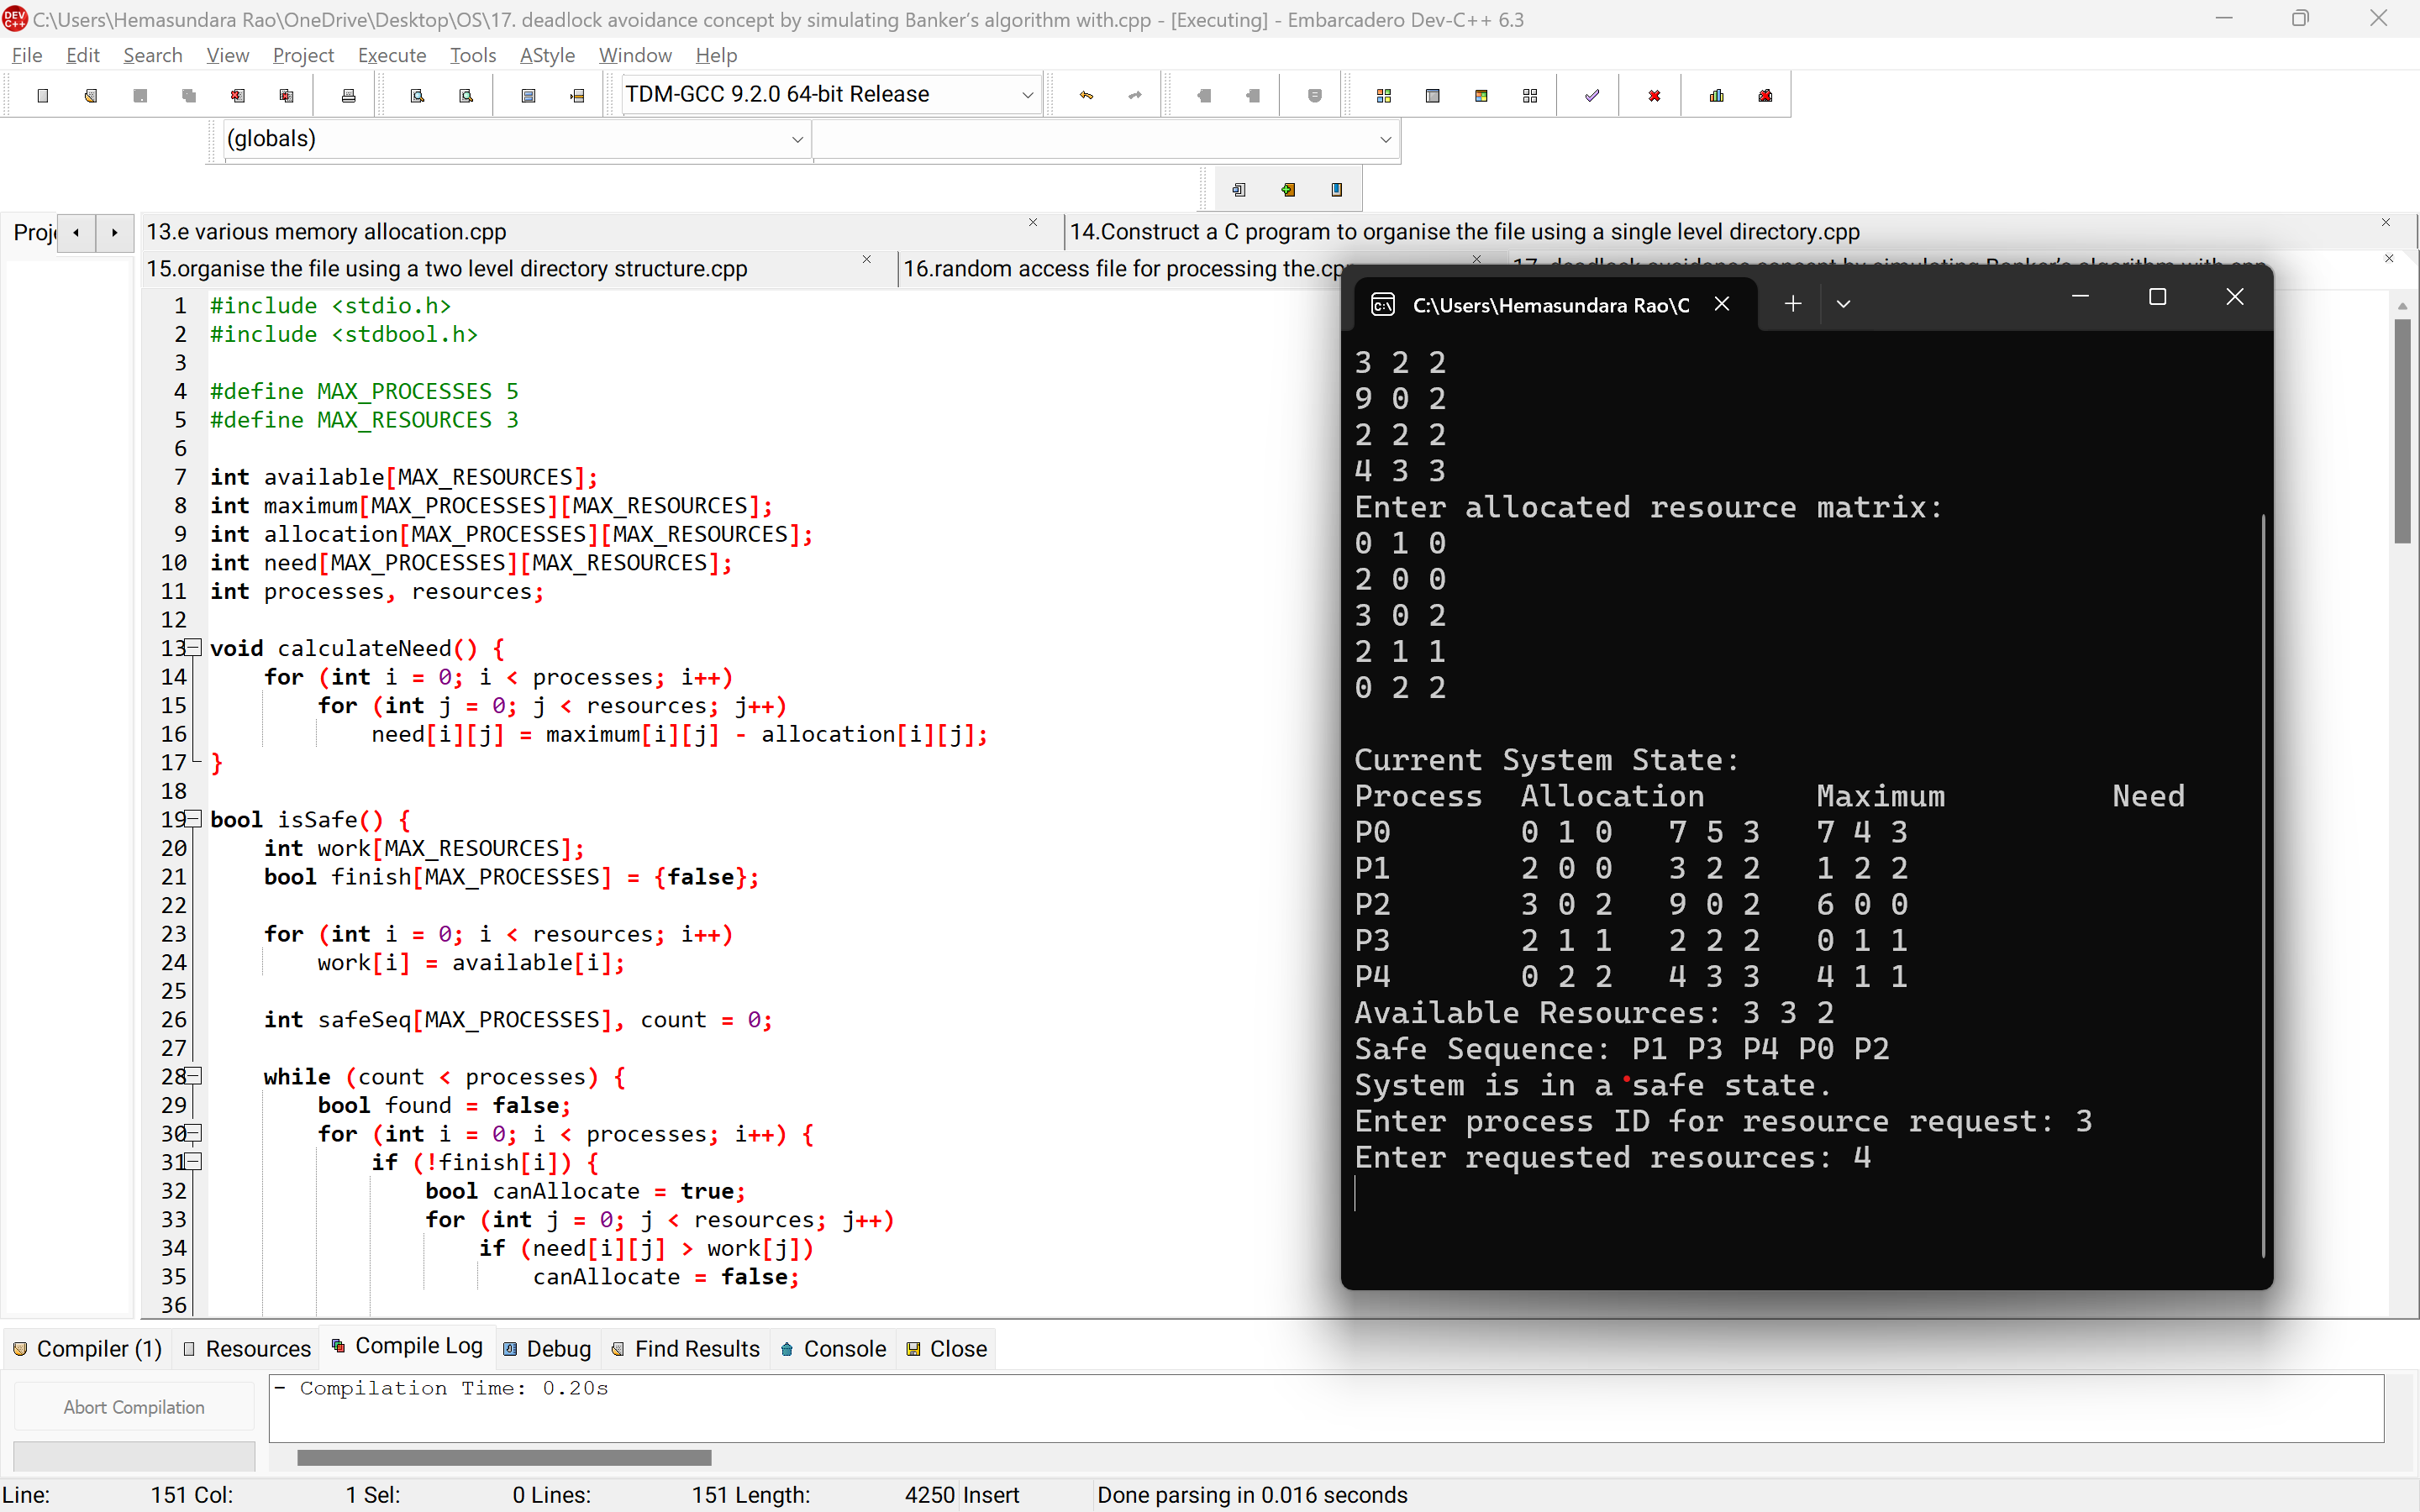 C:\Users\Hemasundara Rao\OneDrive\Desktop\OS\17. deadlock avoidance concept by simulating Banker's algorithm with.cpp - [Executing] - Embarcadero Dev-C++ 6.3
File Edit Search View Project Execute Tools AStyle Window Help
TDM-GCC 9.2.0 64-bit Release
(globals)
Proj
13.e various memory allocation.cpp
14.Construct a C program to organise the file using a single level directory.cpp
15.organise the file using a two level directory structure.cpp
16.random access file for processing the.cp
17. deadlock avoidance concept by simulating Banker's algorithm with.cpp
1 #include <stdio.h>
2 #include <stdbool.h>
3
4 #define MAX_PROCESSES 5
5 #define MAX_RESOURCES 3
6
7 int available[MAX_RESOURCES];
8 int maximum[MAX_PROCESSES][MAX_RESOURCES];
9 int allocation[MAX_PROCESSES][MAX_RESOURCES];
10 int need[MAX_PROCESSES][MAX_RESOURCES];
11 int processes, resources;
12
13 void calculateNeed() {
14 for (int i = 0; i < processes; i++)
15 for (int j = 0; j < resources; j++)
16 need[i][j] = maximum[i][j] - allocation[i][j];
17 }
18
19 bool isSafe() {
20 int work[MAX_RESOURCES];
21 bool finish[MAX_PROCESSES] = {false};
22
23 for (int i = 0; i < resources; i++)
24 work[i] = available[i];
25
26 int safeSeq[MAX_PROCESSES], count = 0;
27
28 while (count < processes) {
29 bool found = false;
30 for (int i = 0; i < processes; i++) {
31 if (!finish[i]) {
32 bool canAllocate = true;
33 for (int j = 0; j < resources; j++)
34 if (need[i][j] > work[j])
35 canAllocate = false;
36
C:\Users\Hemasundara Rao\C
3 2 2
9 0 2
2 2 2
4 3 3
Enter allocated resource matrix:
0 1 0
2 0 0
3 0 2
2 1 1
0 2 2
Current System State:
Process Allocation Maximum Need
P0 0 1 0 7 5 3 7 4 3
P1 2 0 0 3 2 2 1 2 2
P2 3 0 2 9 0 2 6 0 0
P3 2 1 1 2 2 2 0 1 1
P4 0 2 2 4 3 3 4 1 1
Available Resources: 3 3 2
Safe Sequence: P1 P3 P4 P0 P2
System is in a safe state.
Enter process ID for resource request: 3
Enter requested resources: 4
Compiler (1) Resources Compile Log Debug Find Results Console Close
Abort Compilation
- Compilation Time: 0.20s
Line: 151 Col: 1 Sel: 0 Lines: 151 Length: 4250 Insert Done parsing in 0.016 seconds